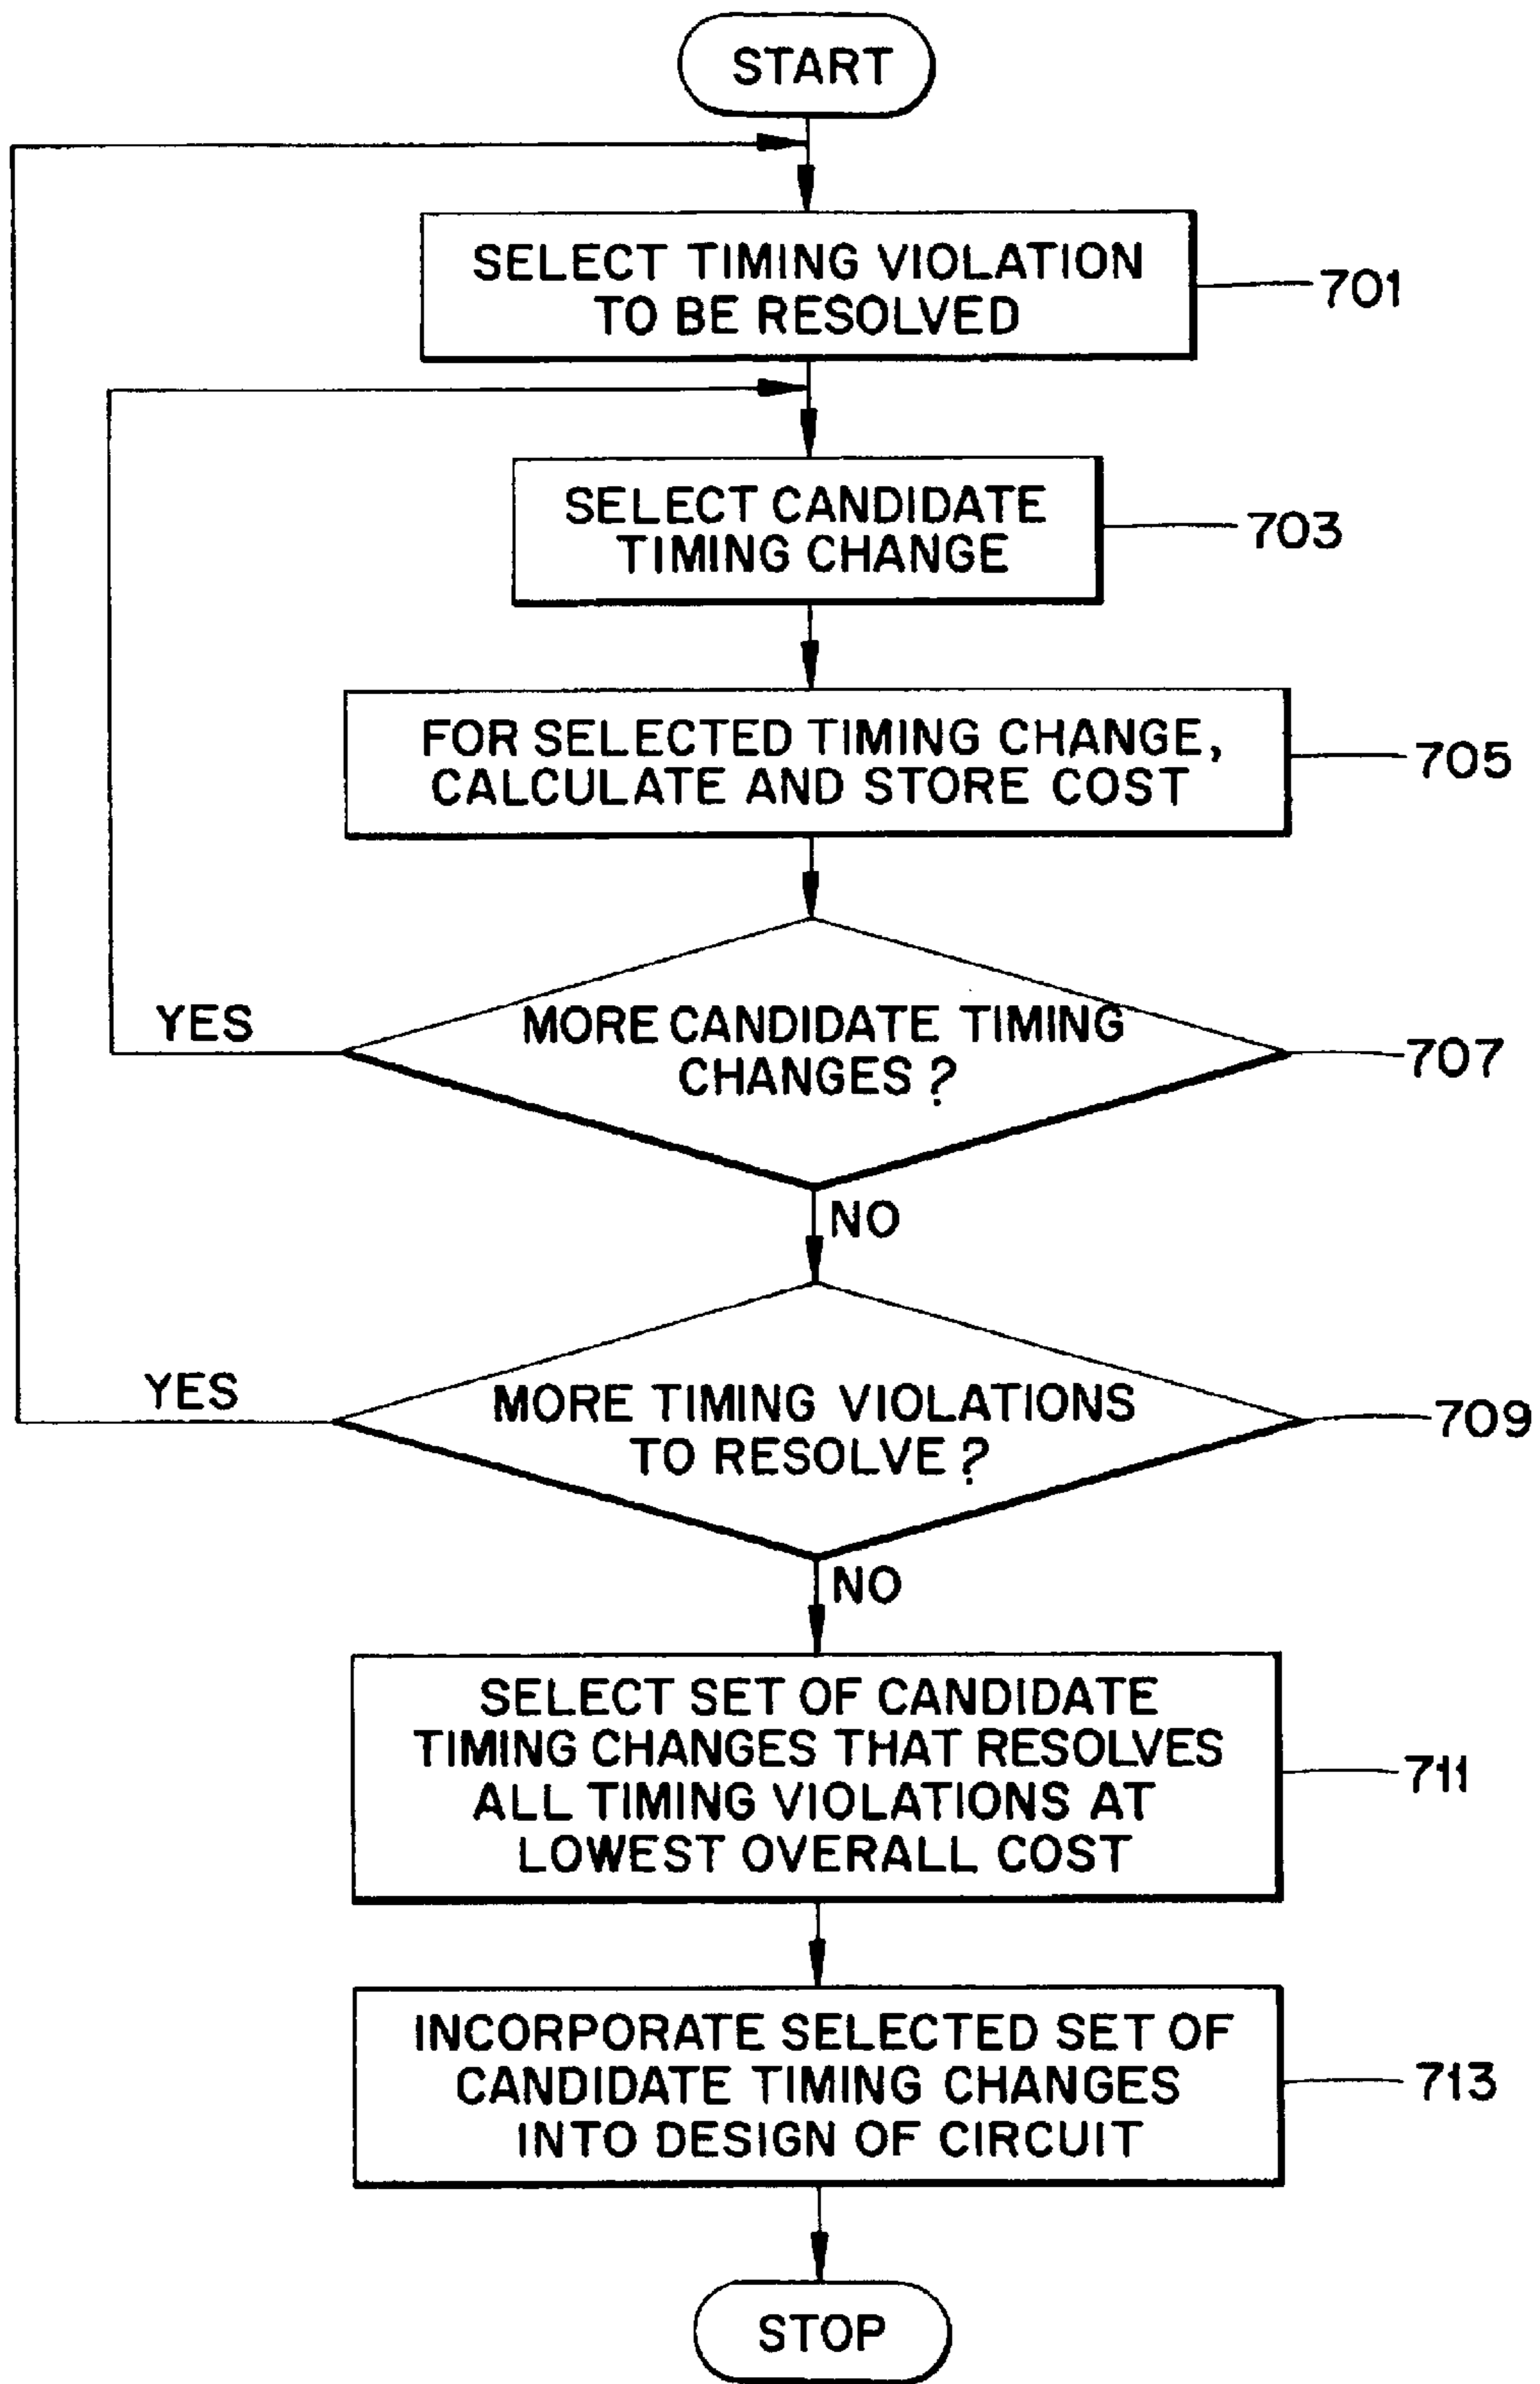 START
SELECT TIMING VIOLATION
TO BE RESOLVED
701
SELECT CANDIDATE
TIMING CHANGE
703
FOR SELECTED TIMING CHANGE,
CALCULATE AND STORE COST
705
YES
MORE CANDIDATE TIMING
CHANGES?
707
NO
YES
MORE TIMING VIOLATIONS
TO RESOLVE?
709
NO
SELECT SET OF CANDIDATE
TIMING CHANGES THAT RESOLVES
ALL TIMING VIOLATIONS AT
LOWEST OVERALL COST
711
INCORPORATE SELECTED SET OF
CANDIDATE TIMING CHANGES
INTO DESIGN OF CIRCUIT
713
STOP